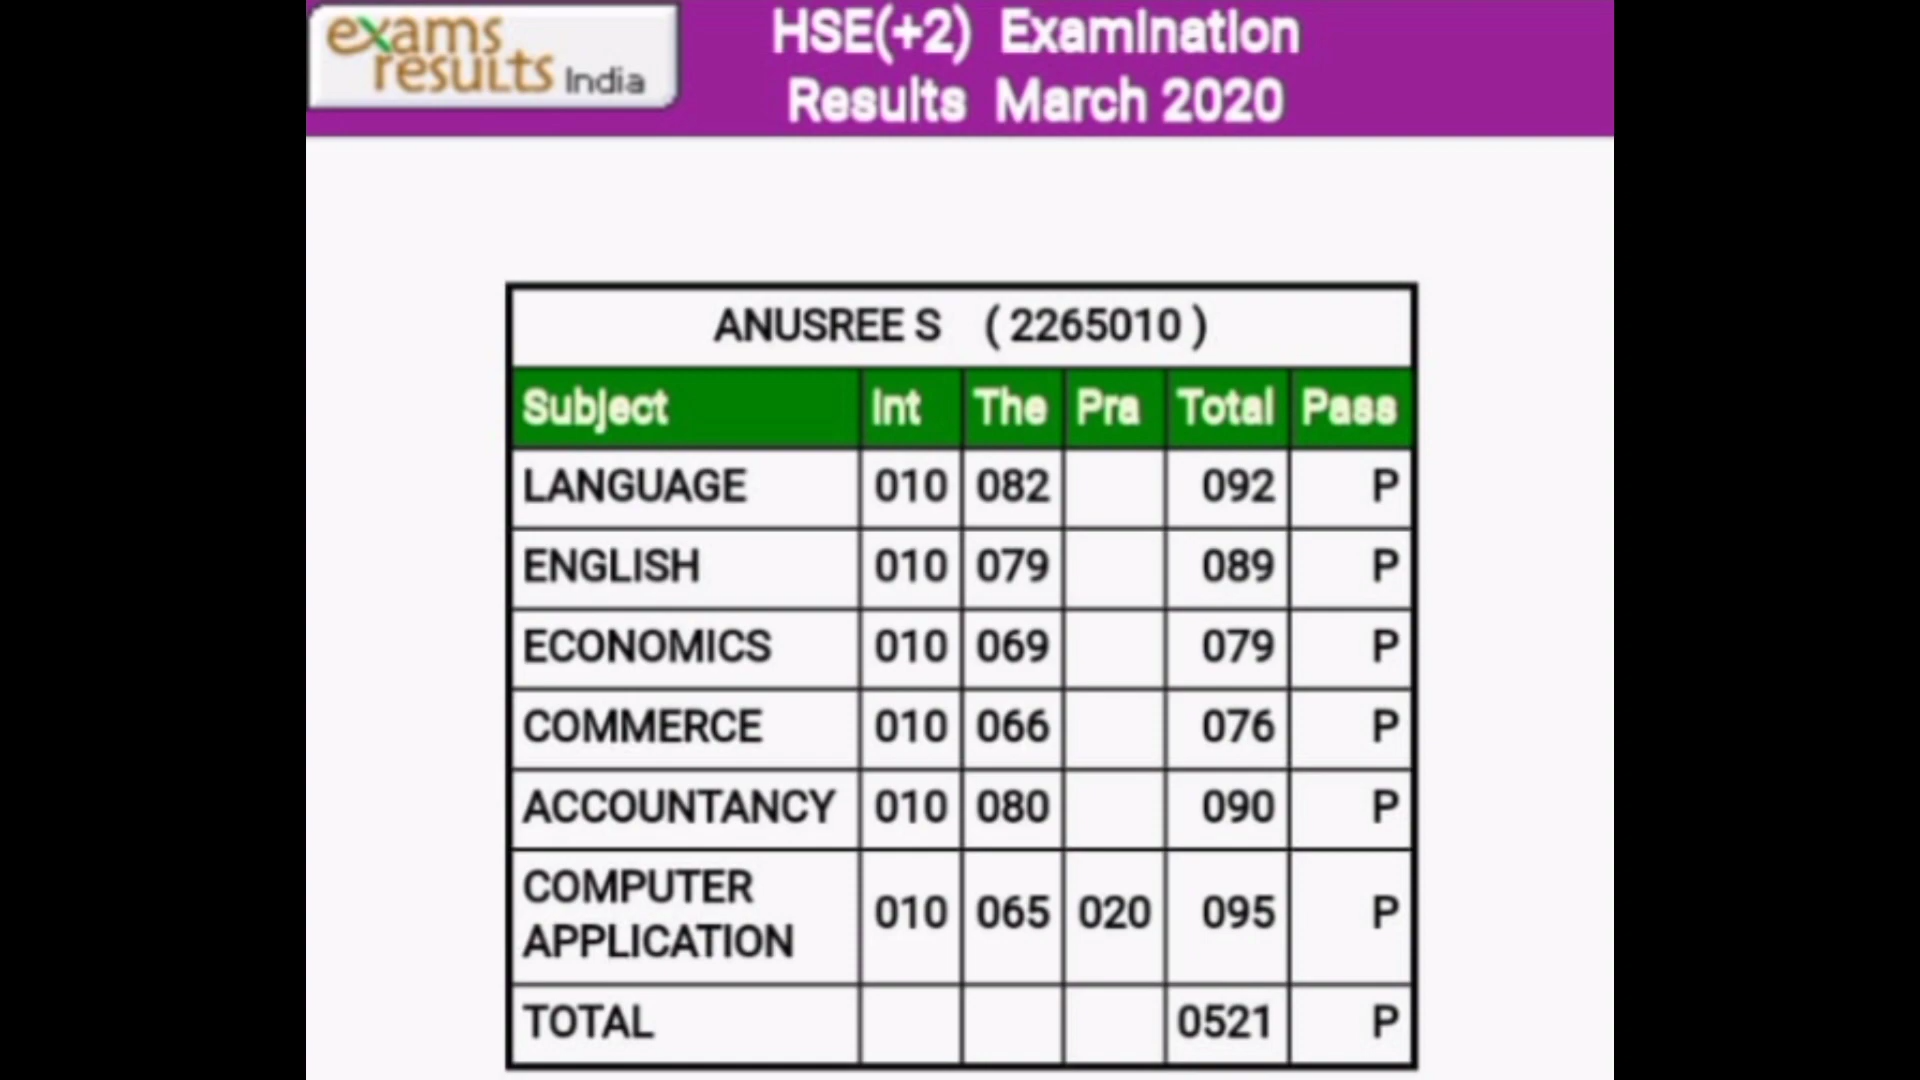 exams
results India
HSE(+2) Examination
Results March 2020
ANUSREE S ( 2265010 )
Subject Int The Pra Total Pass
LANGUAGE 010 082 092 P
ENGLISH 010 079 089 P
ECONOMICS 010 069 079 P
COMMERCE 010 066 076 P
ACCOUNTANCY 010 080 090 P
COMPUTER
APPLICATION 010 065 020 095 P
TOTAL 0521 P